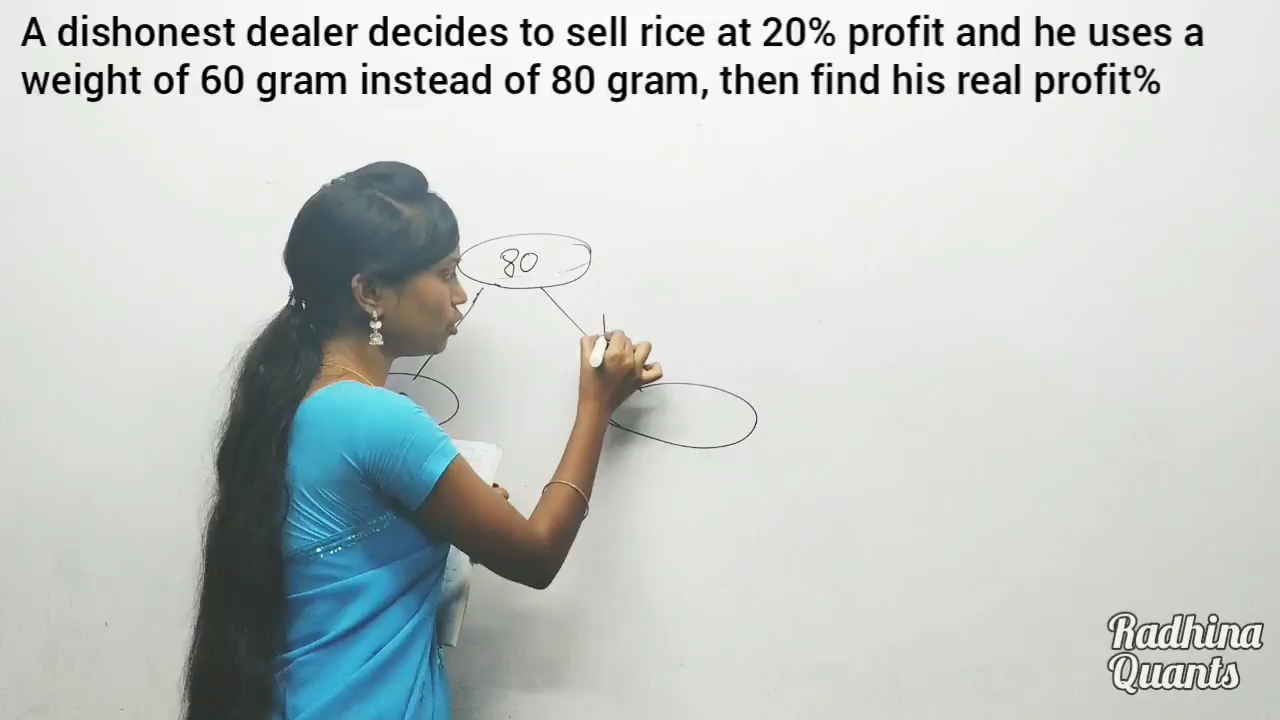 A dishonest dealer decides to sell rice at 20% profit and he uses a
weight of 60 gram instead of 80 gram, then find his real profit%
80
Radhina
Quants